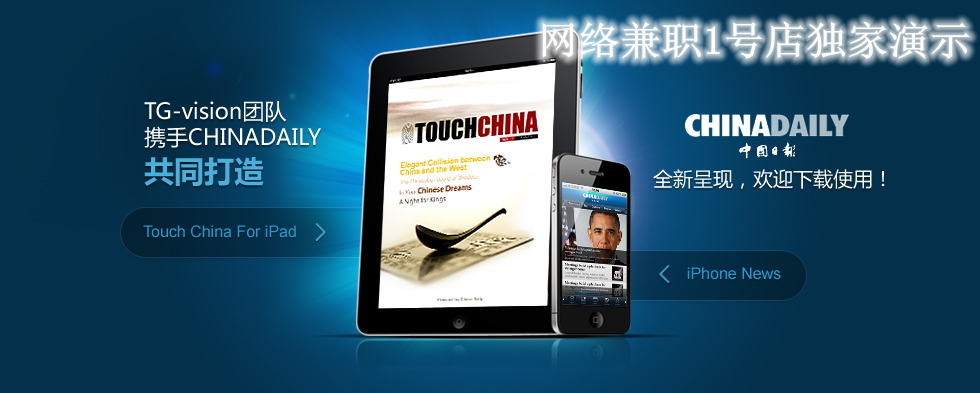 网络兼职1号店独家演示
TG-vision团队
携手CHINADAILY
共同打造
Touch China For iPad
TOUCHCHINA
Elegant Collision between
China and the West
In Your Chinese Dreams
A Night for Kings
CHINADAILY
中国日报
全新呈现，欢迎下载使用！
iPhone News
CHINADAILY